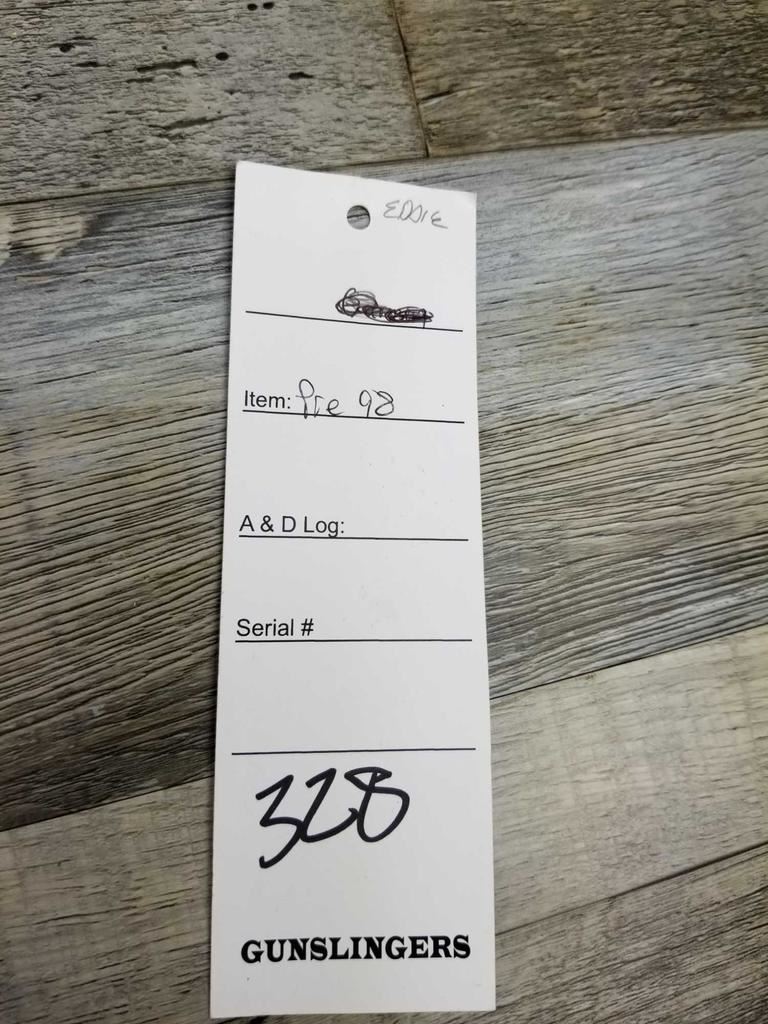 EDDIE
Item: Pre 98
A & D Log:
Serial #
328
GUNSLINGERS